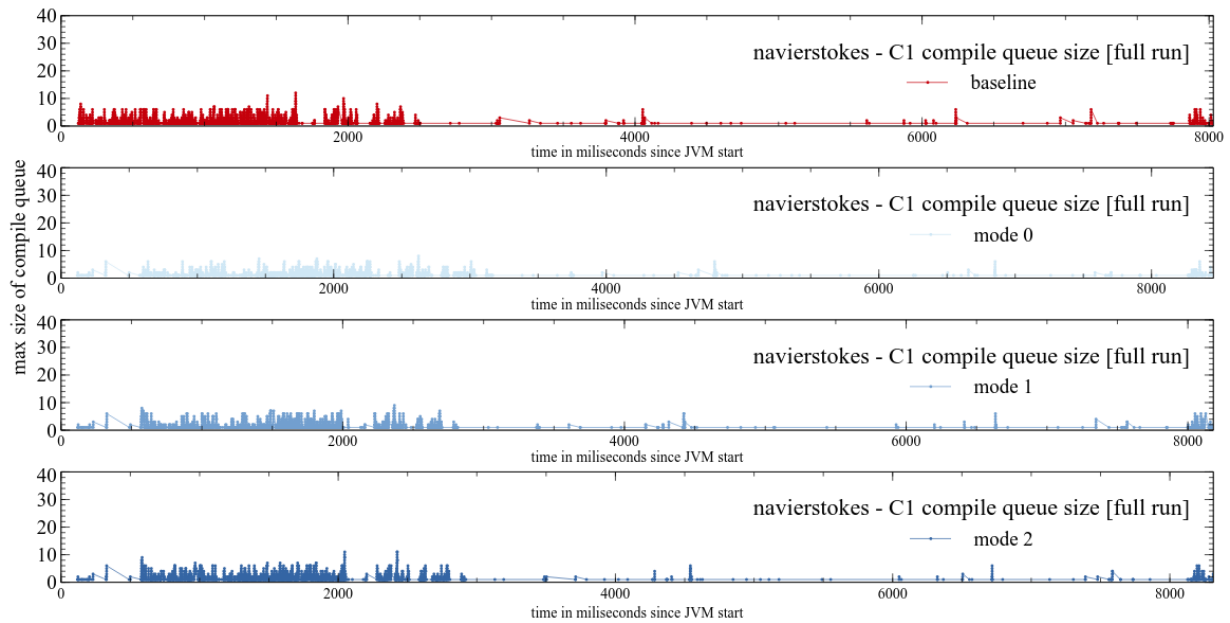 max size of compile queue
40
30
20
10
0
navierstokes - C1 compile queue size [full run]
baseline
0 2000 4000 6000 8000
time in miliseconds since JVM start
40
30
20
10
0
navierstokes - C1 compile queue size [full run]
mode 0
0 2000 4000 6000 8000
time in miliseconds since JVM start
40
30
20
10
0
navierstokes - C1 compile queue size [full run]
mode 1
0 2000 4000 6000 8000
time in miliseconds since JVM start
40
30
20
10
0
navierstokes - C1 compile queue size [full run]
mode 2
0 2000 4000 6000 8000
time in miliseconds since JVM start